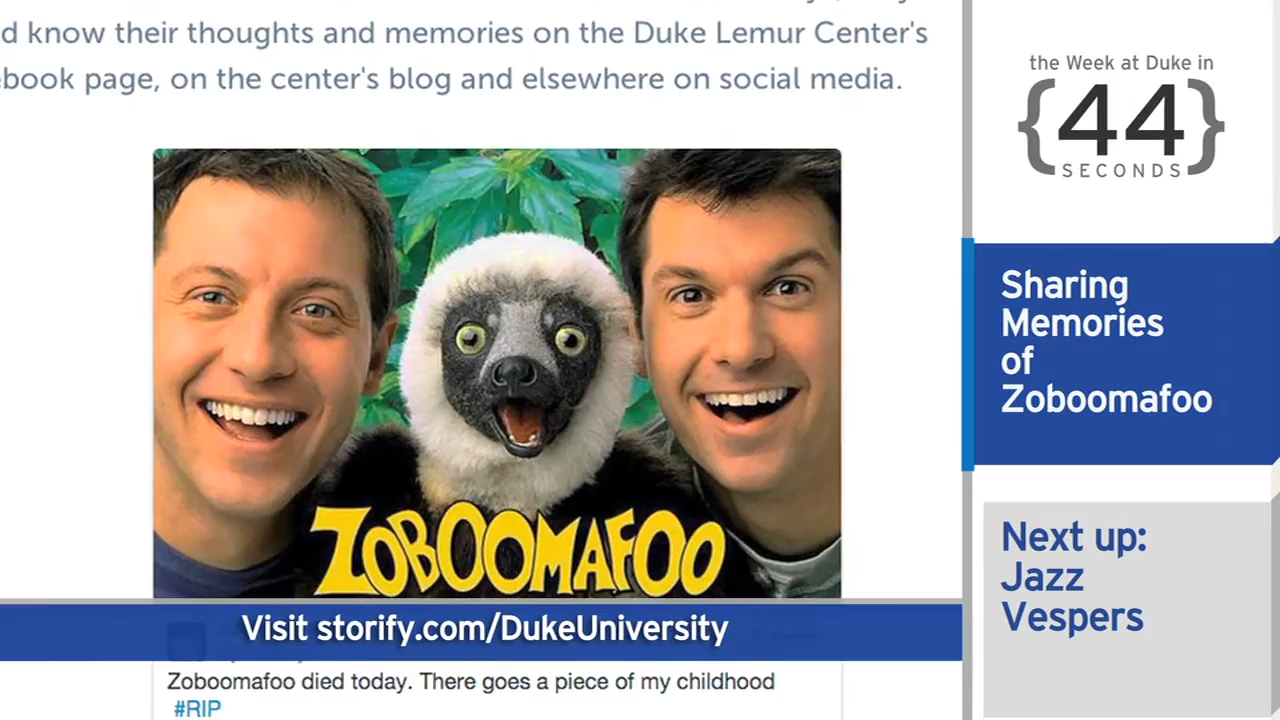 d know their thoughts and memories on the Duke Lemur Center's
ebook page, on the center's blog and elsewhere on social media.
ZOBOOMAFOO
Visit storify.com/DukeUniversity
Zoboomafoo died today. There goes a piece of my childhood
#RIP
the Week at Duke in
{44}
SECONDS
Sharing
Memories
of
Zoboomafoo
Next up:
Jazz
Vespers